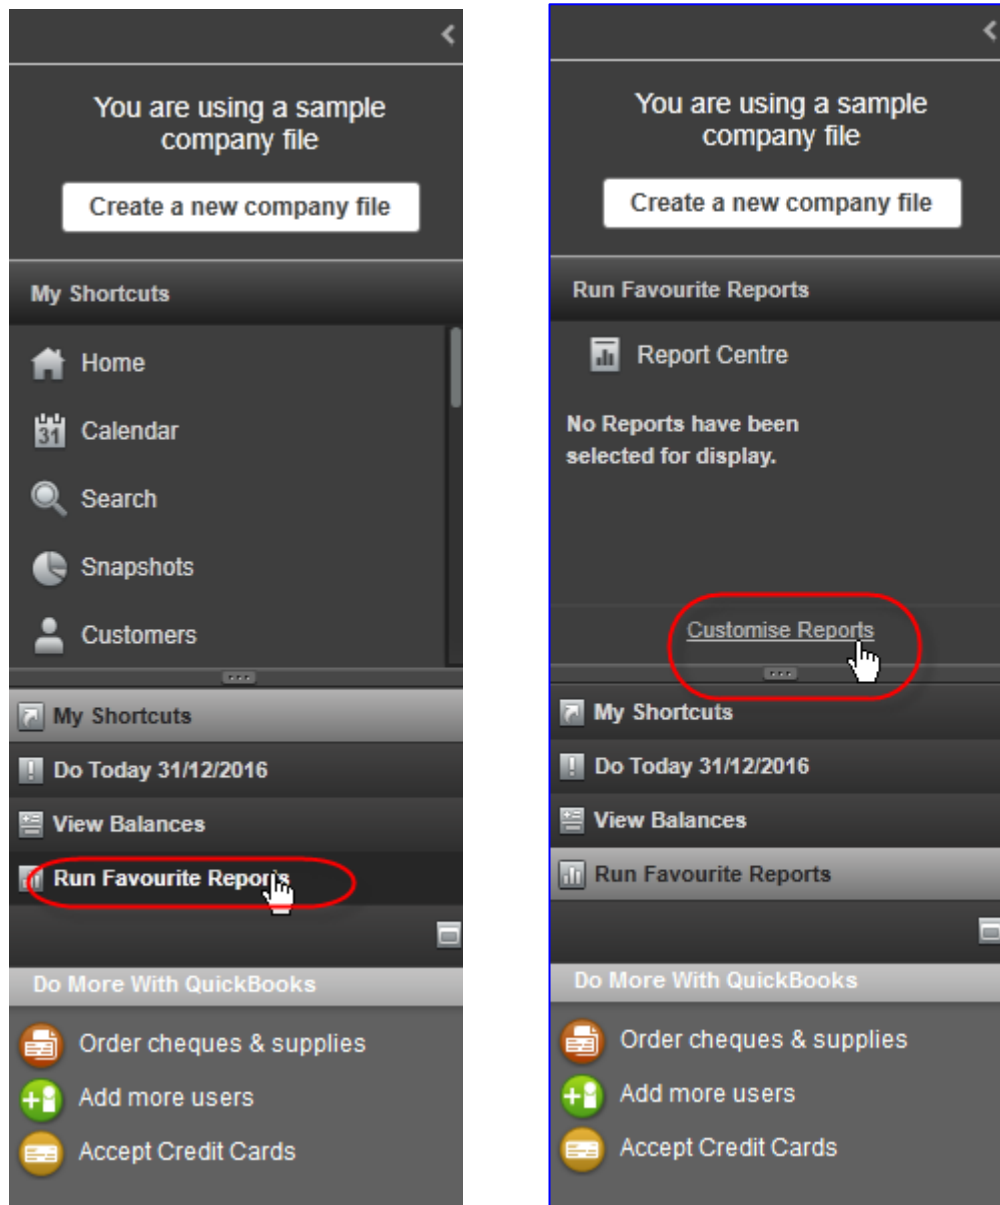 You are using a sample
company file
Create a new company file
My Shortcuts
Home
31
Calendar
Search
Snapshots
Customers
My Shortcuts
Do Today 31/12/2016
View Balances
Run Favourite Reports
Do More With QuickBooks
Order cheques & supplies
Add more users
Accept Credit Cards
You are using a sample
company file
Create a new company file
Run Favourite Reports
Report Centre
No Reports have been
selected for display.
Customise Reports
My Shortcuts
Do Today 31/12/2016
View Balances
Run Favourite Reports
Do More With QuickBooks
Order cheques & supplies
Add more users
Accept Credit Cards